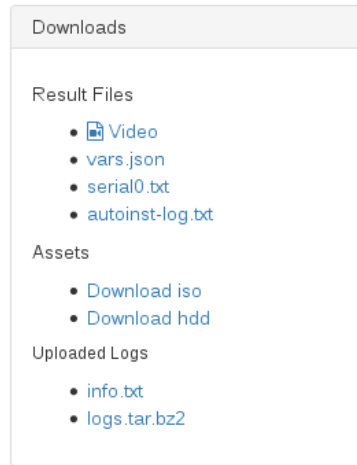 Downloads
Result Files
Video
vars.json
serial0.txt
autoinst-log.txt
Assets
Download iso
Download hdd
Uploaded Logs
info.txt
logs.tar.bz2